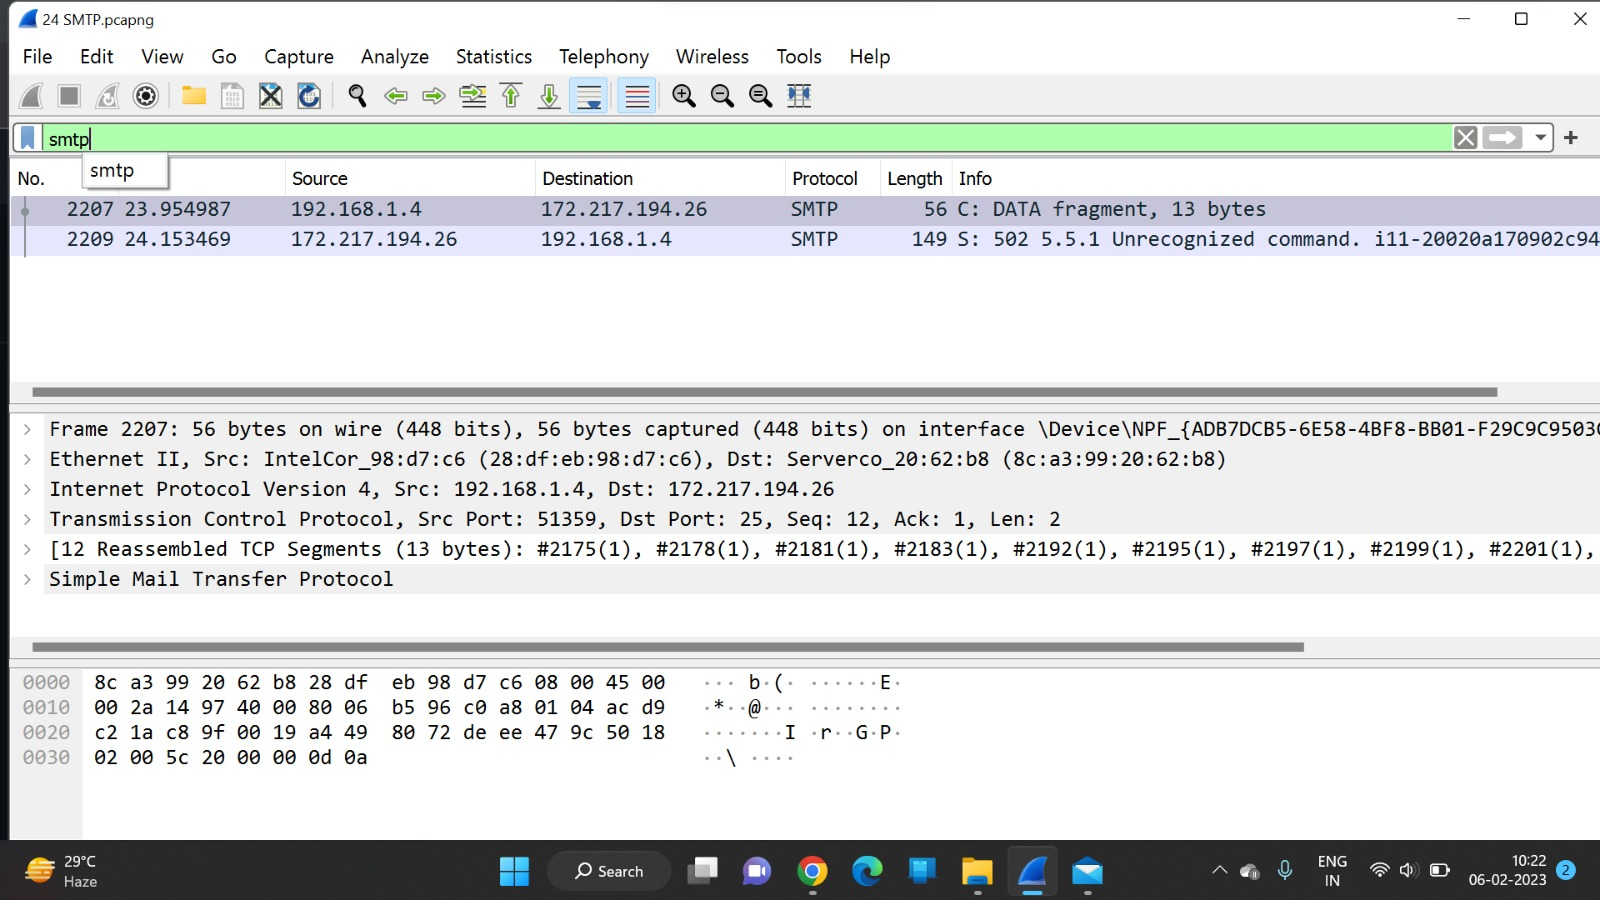 24 SMTP.pcapng
File Edit View Go Capture Analyze Statistics Telephony Wireless Tools Help
smtp
smtp
No. Source Destination Protocol Length Info
2207 23.954987 192.168.1.4 172.217.194.26 SMTP 56 C: DATA fragment, 13 bytes
2209 24.153469 172.217.194.26 192.168.1.4 SMTP 149 S: 502 5.5.1 Unrecognized command. i11-20020a170902c94
Frame 2207: 56 bytes on wire (448 bits), 56 bytes captured (448 bits) on interface \Device\NPF_{ADB7DCB5-6E58-4BF8-BB01-F29C9C9503C
Ethernet II, Src: IntelCor_98:d7:c6 (28:df:eb:98:d7:c6), Dst: Serverco_20:62:b8 (8c:a3:99:20:62:b8)
Internet Protocol Version 4, Src: 192.168.1.4, Dst: 172.217.194.26
Transmission Control Protocol, Src Port: 51359, Dst Port: 25, Seq: 12, Ack: 1, Len: 2
[12 Reassembled TCP Segments (13 bytes): #2175(1), #2178(1), #2181(1), #2183(1), #2192(1), #2195(1), #2197(1), #2199(1), #2201(1),
Simple Mail Transfer Protocol
0000 8c a3 99 20 62 b8 28 df eb 98 d7 c6 08 00 45 00 ··· b·(· ······E·
0010 00 2a 14 97 40 00 80 06 b5 96 c0 a8 01 04 ac d9 ·*··@··· ········
0020 c2 1a c8 9f 00 19 a4 49 80 72 de ee 47 9c 50 18 ·······I ·r··G·P·
0030 02 00 5c 20 00 00 0d 0a ··\ ····
29°C
Haze
Search
ENG
IN
10:22
06-02-2023
2